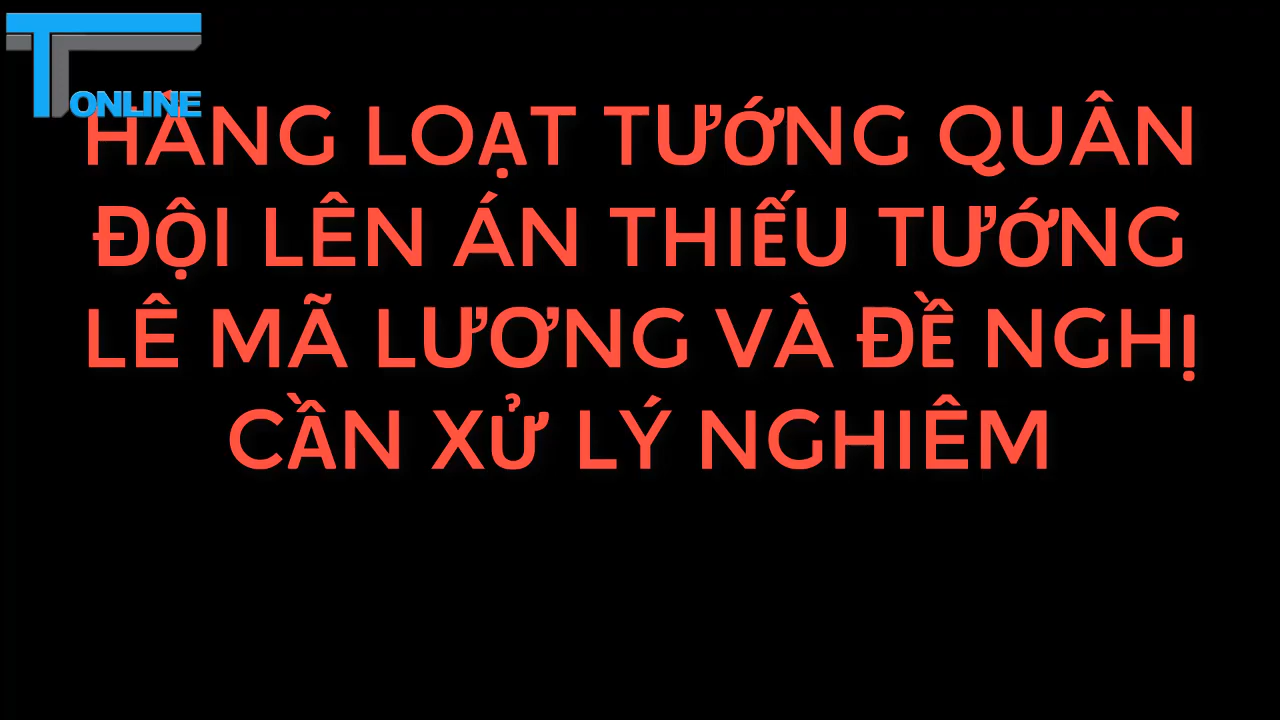 ONLINE
HÀNG LOẠT TƯỚNG QUÂN
ĐỘI LÊN ÁN THIẾU TƯỚNG
LÊ MÃ LƯƠNG VÀ ĐỀ NGHỊ
CẦN XỬ LÝ NGHIÊM